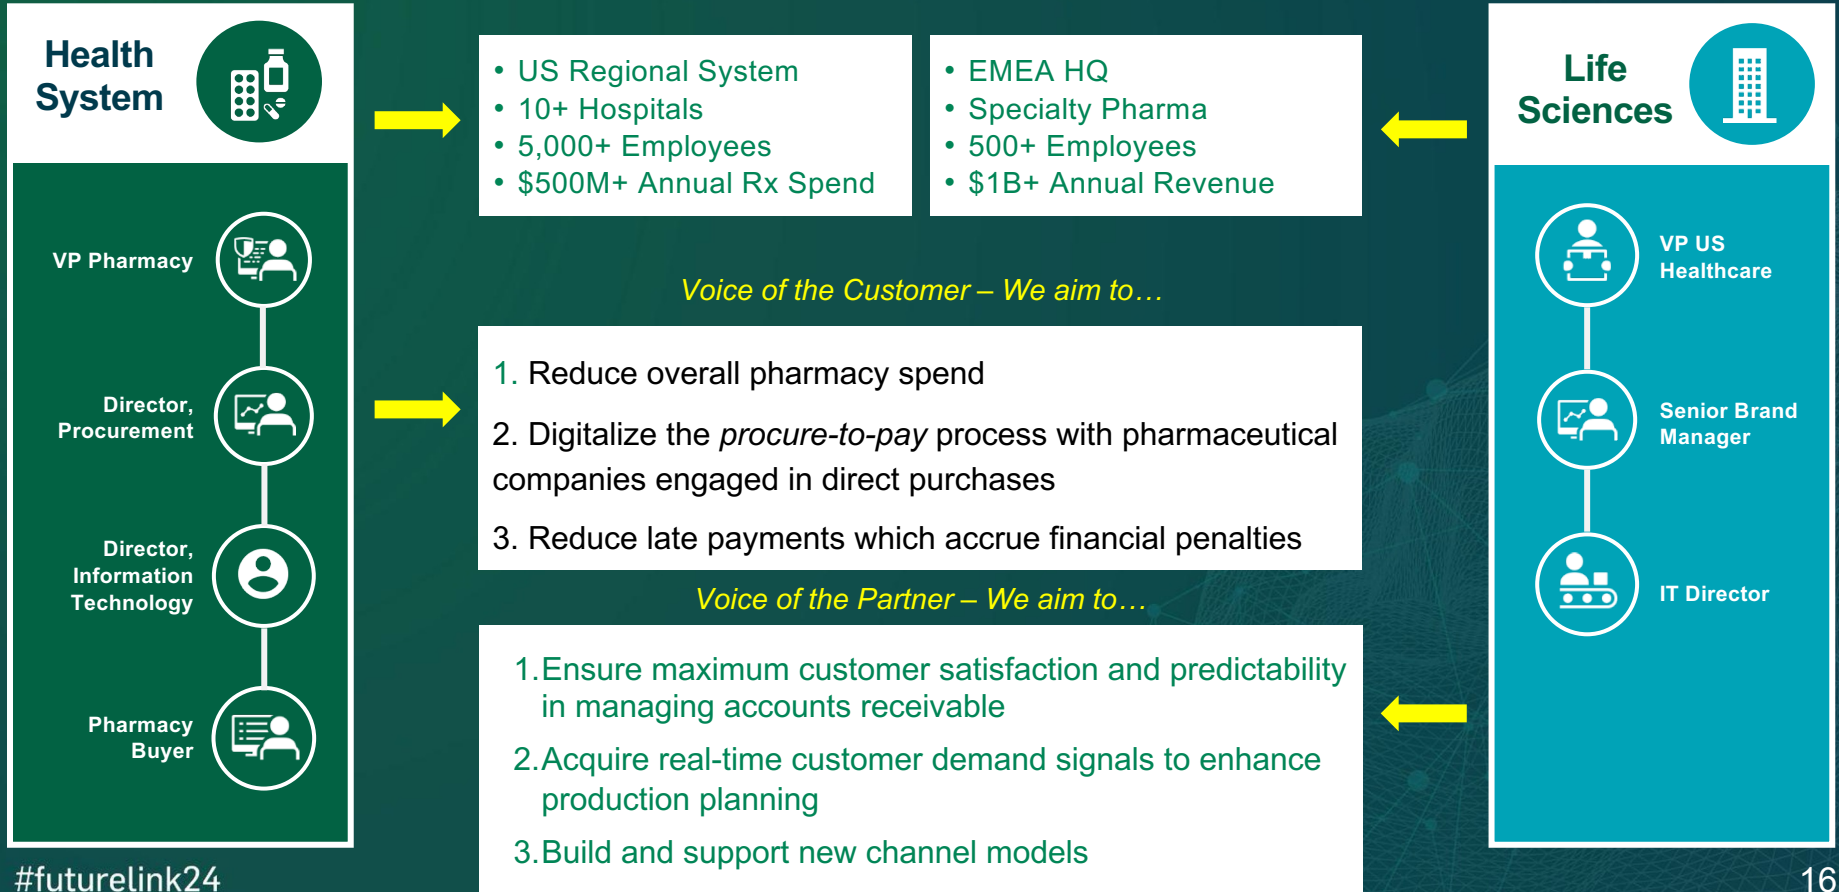 Health
System
VP Pharmacy
Director,
Procurement
Director,
Information
Technology
Pharmacy
Buyer
• US Regional System
• 10+ Hospitals
• 5,000+ Employees
• $500M+ Annual Rx Spend
• EMEA HQ
• Specialty Pharma
• 500+ Employees
• $1B+ Annual Revenue
Voice of the Customer – We aim to…
1. Reduce overall pharmacy spend
2. Digitalize the procure-to-pay process with pharmaceutical
companies engaged in direct purchases
3. Reduce late payments which accrue financial penalties
Voice of the Partner – We aim to…
1.Ensure maximum customer satisfaction and predictability
in managing accounts receivable
2.Acquire real-time customer demand signals to enhance
production planning
3.Build and support new channel models
Life
Sciences
VP US
Healthcare
Senior Brand
Manager
IT Director
#futurelink24
16